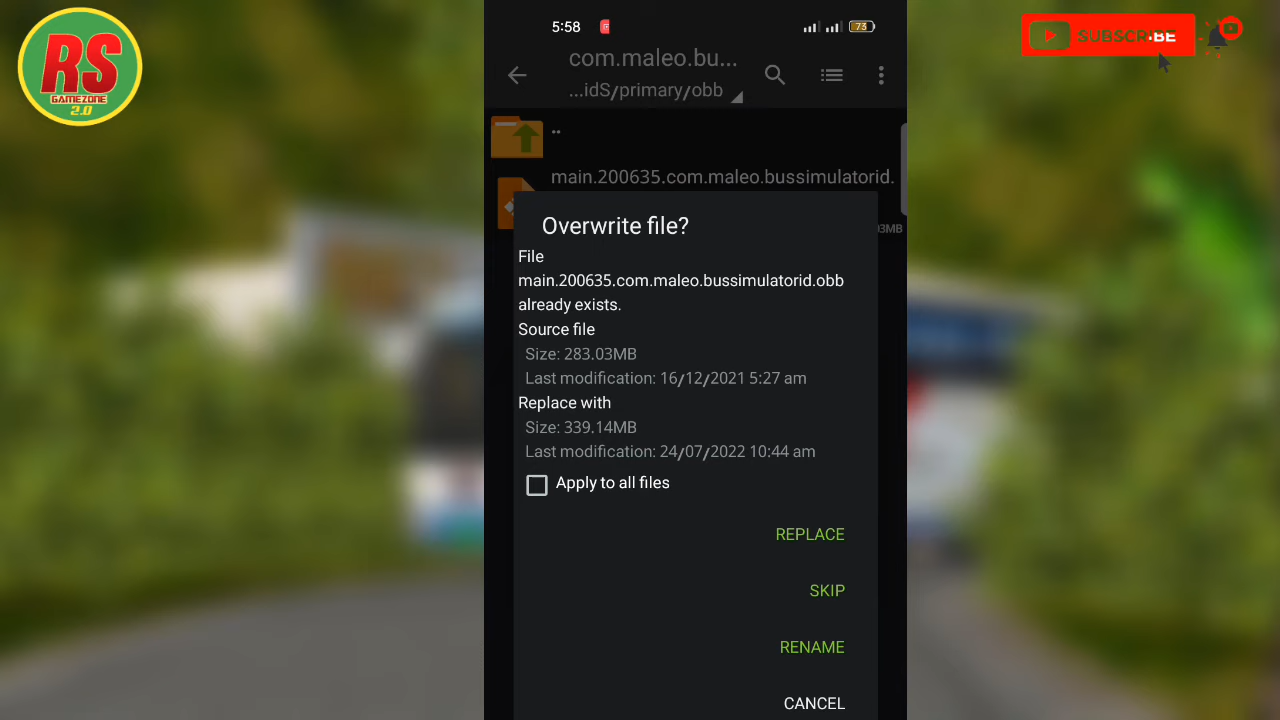 RS
GAMEZONE
2.0
5:58
73
SUBSCRIBE
com.maleo.bu...
...idS/primary/obb
..
main.200635.com.maleo.bussimulatorid.
Overwrite file?
3MB
File
main.200635.com.maleo.bussimulatorid.obb
already exists.
Source file
Size: 283.03MB
Last modification: 16/12/2021 5:27 am
Replace with
Size: 339.14MB
Last modification: 24/07/2022 10:44 am
Apply to all files
REPLACE
SKIP
RENAME
CANCEL